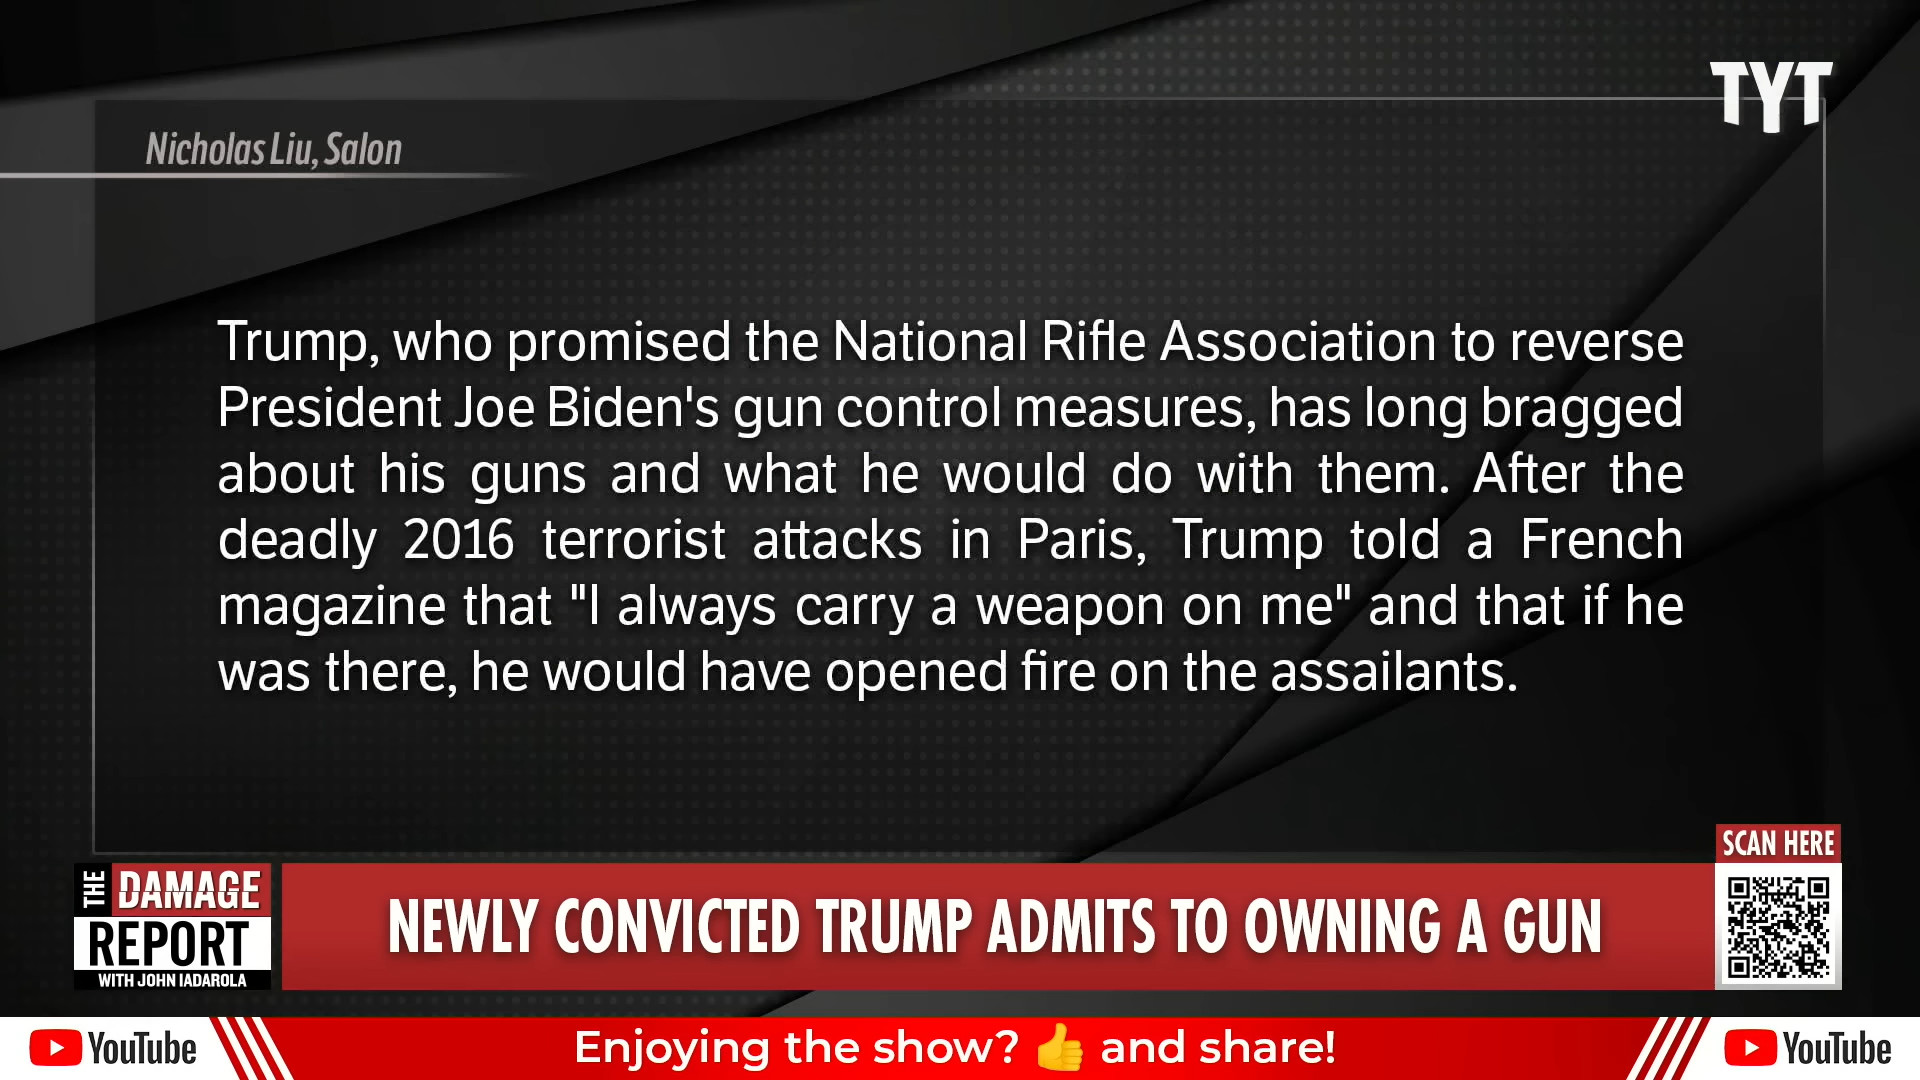 TYT
Nicholas Liu, Salon
Trump, who promised the National Rifle Association to reverse
President Joe Biden's gun control measures, has long bragged
about his guns and what he would do with them. After the
deadly 2016 terrorist attacks in Paris, Trump told a French
magazine that "I always carry a weapon on me" and that if he
was there, he would have opened fire on the assailants.
SCAN HERE
THE DAMAGE
REPORT
WITH JOHN IADAROLA
NEWLY CONVICTED TRUMP ADMITS TO OWNING A GUN
YouTube
Enjoying the show? 👍 and share!
YouTube